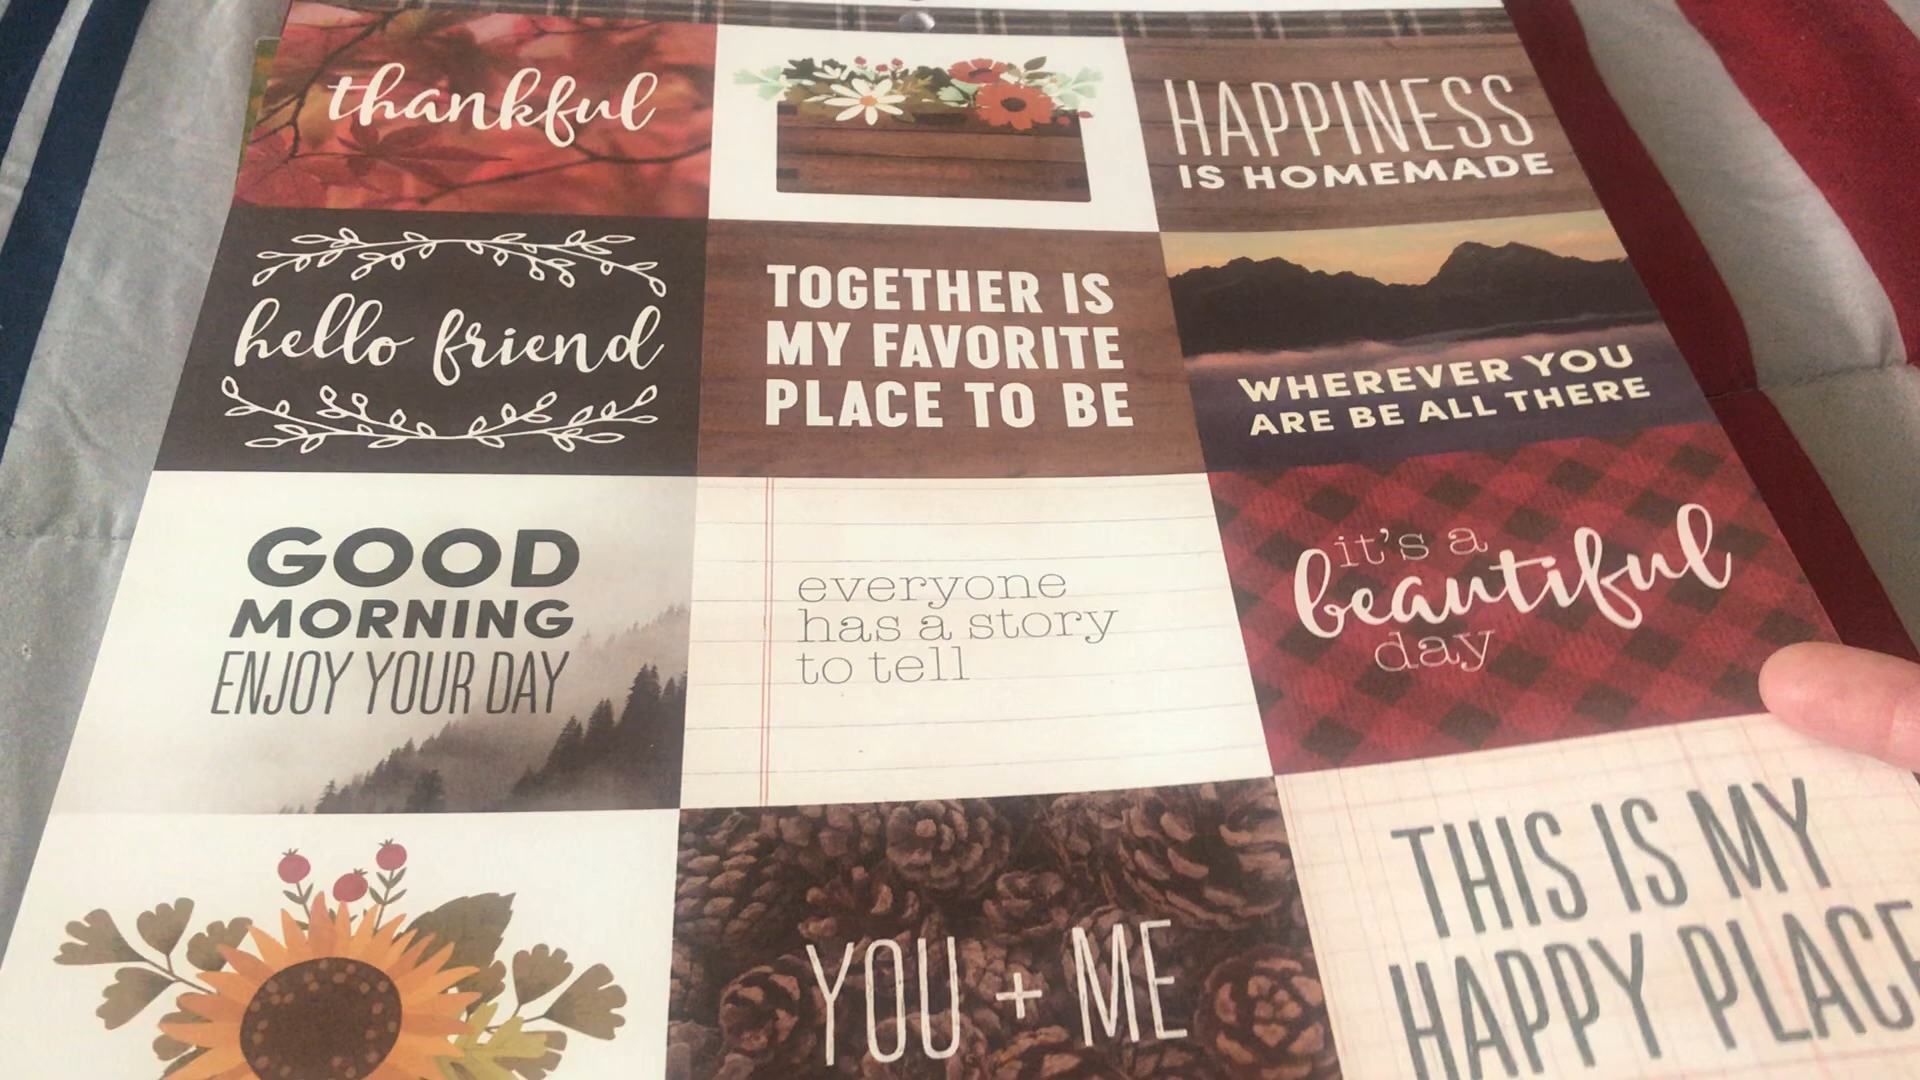 thankful
HAPPINESS
IS HOMEMADE
hello friend
TOGETHER IS
MY FAVORITE
PLACE TO BE
WHEREVER YOU
ARE BE ALL THERE
GOOD
MORNING
ENJOY YOUR DAY
everyone
has a story
to tell
it's a
beautiful
day
YOU + ME
THIS IS MY
HAPPY PLACE